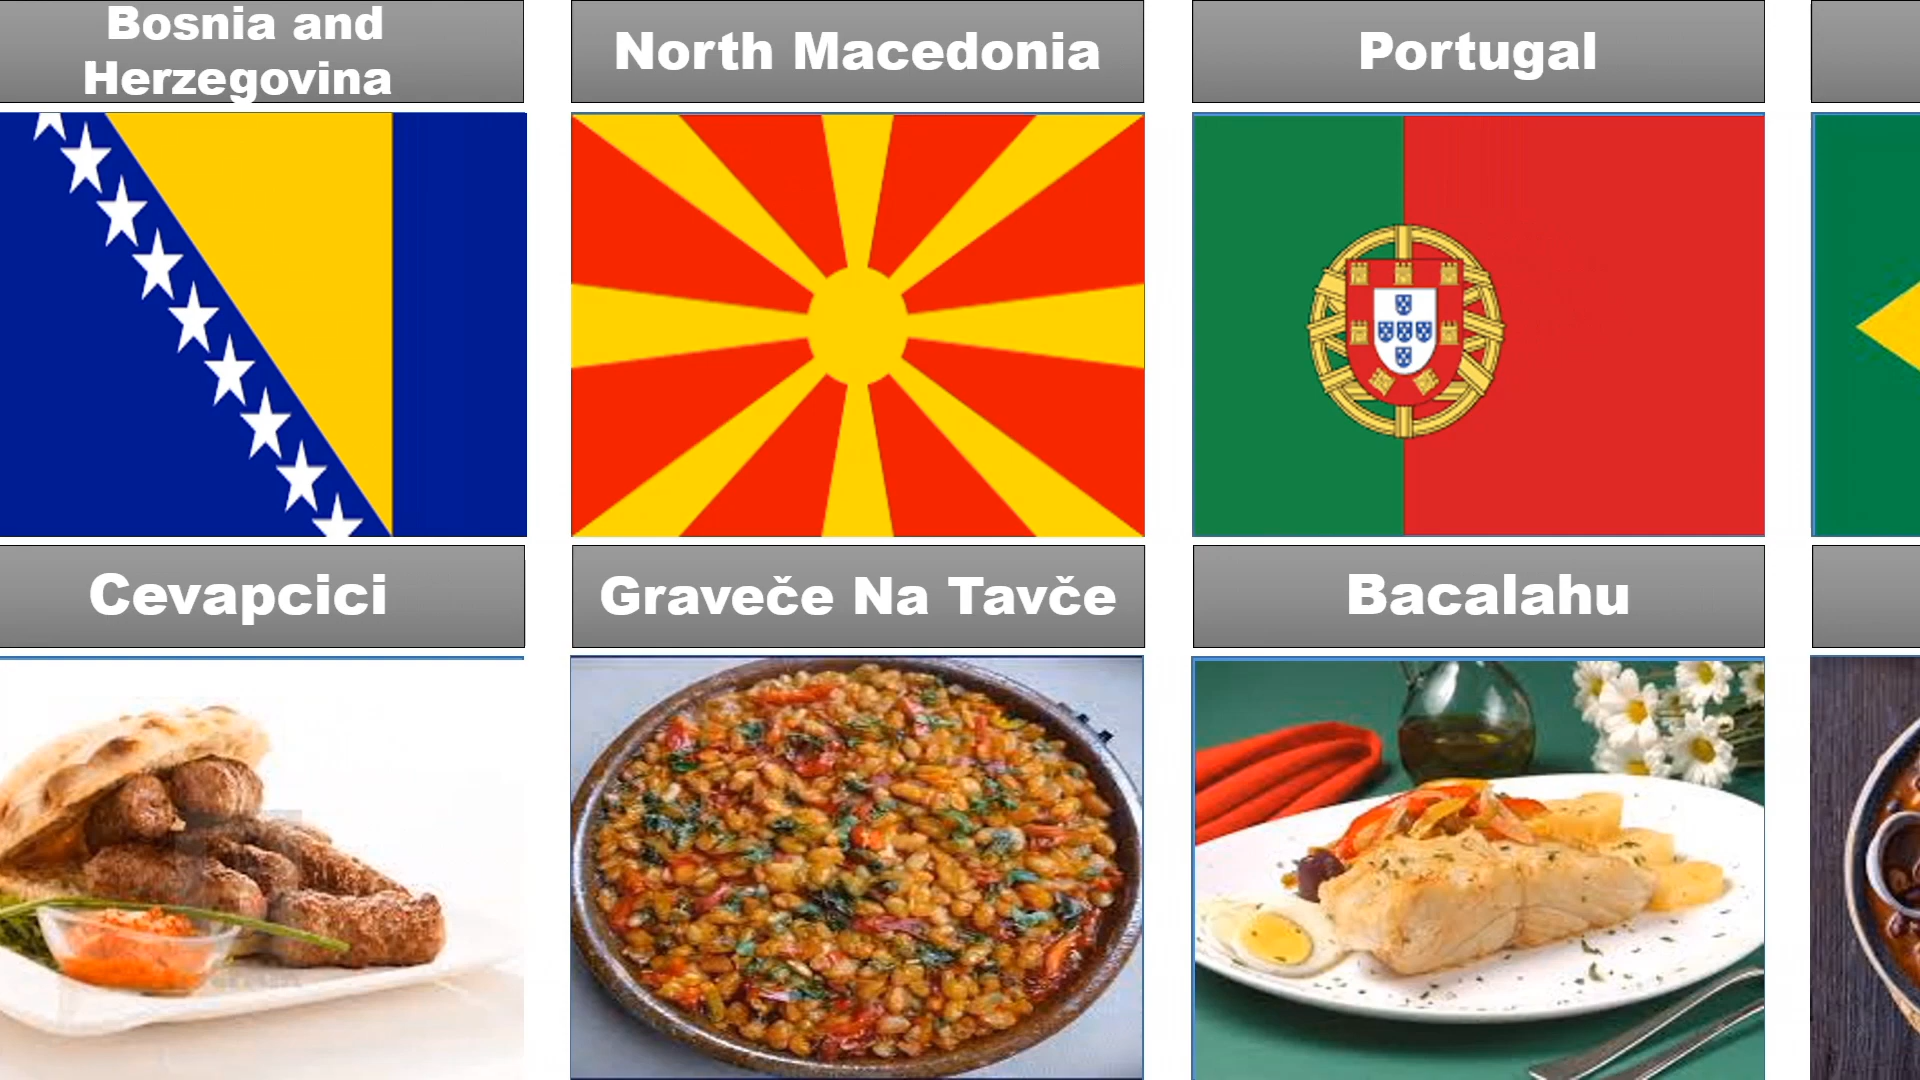 Bosnia and
Herzegovina
North Macedonia
Portugal
Cevapcici
Graveče Na Tavče
Bacalahu